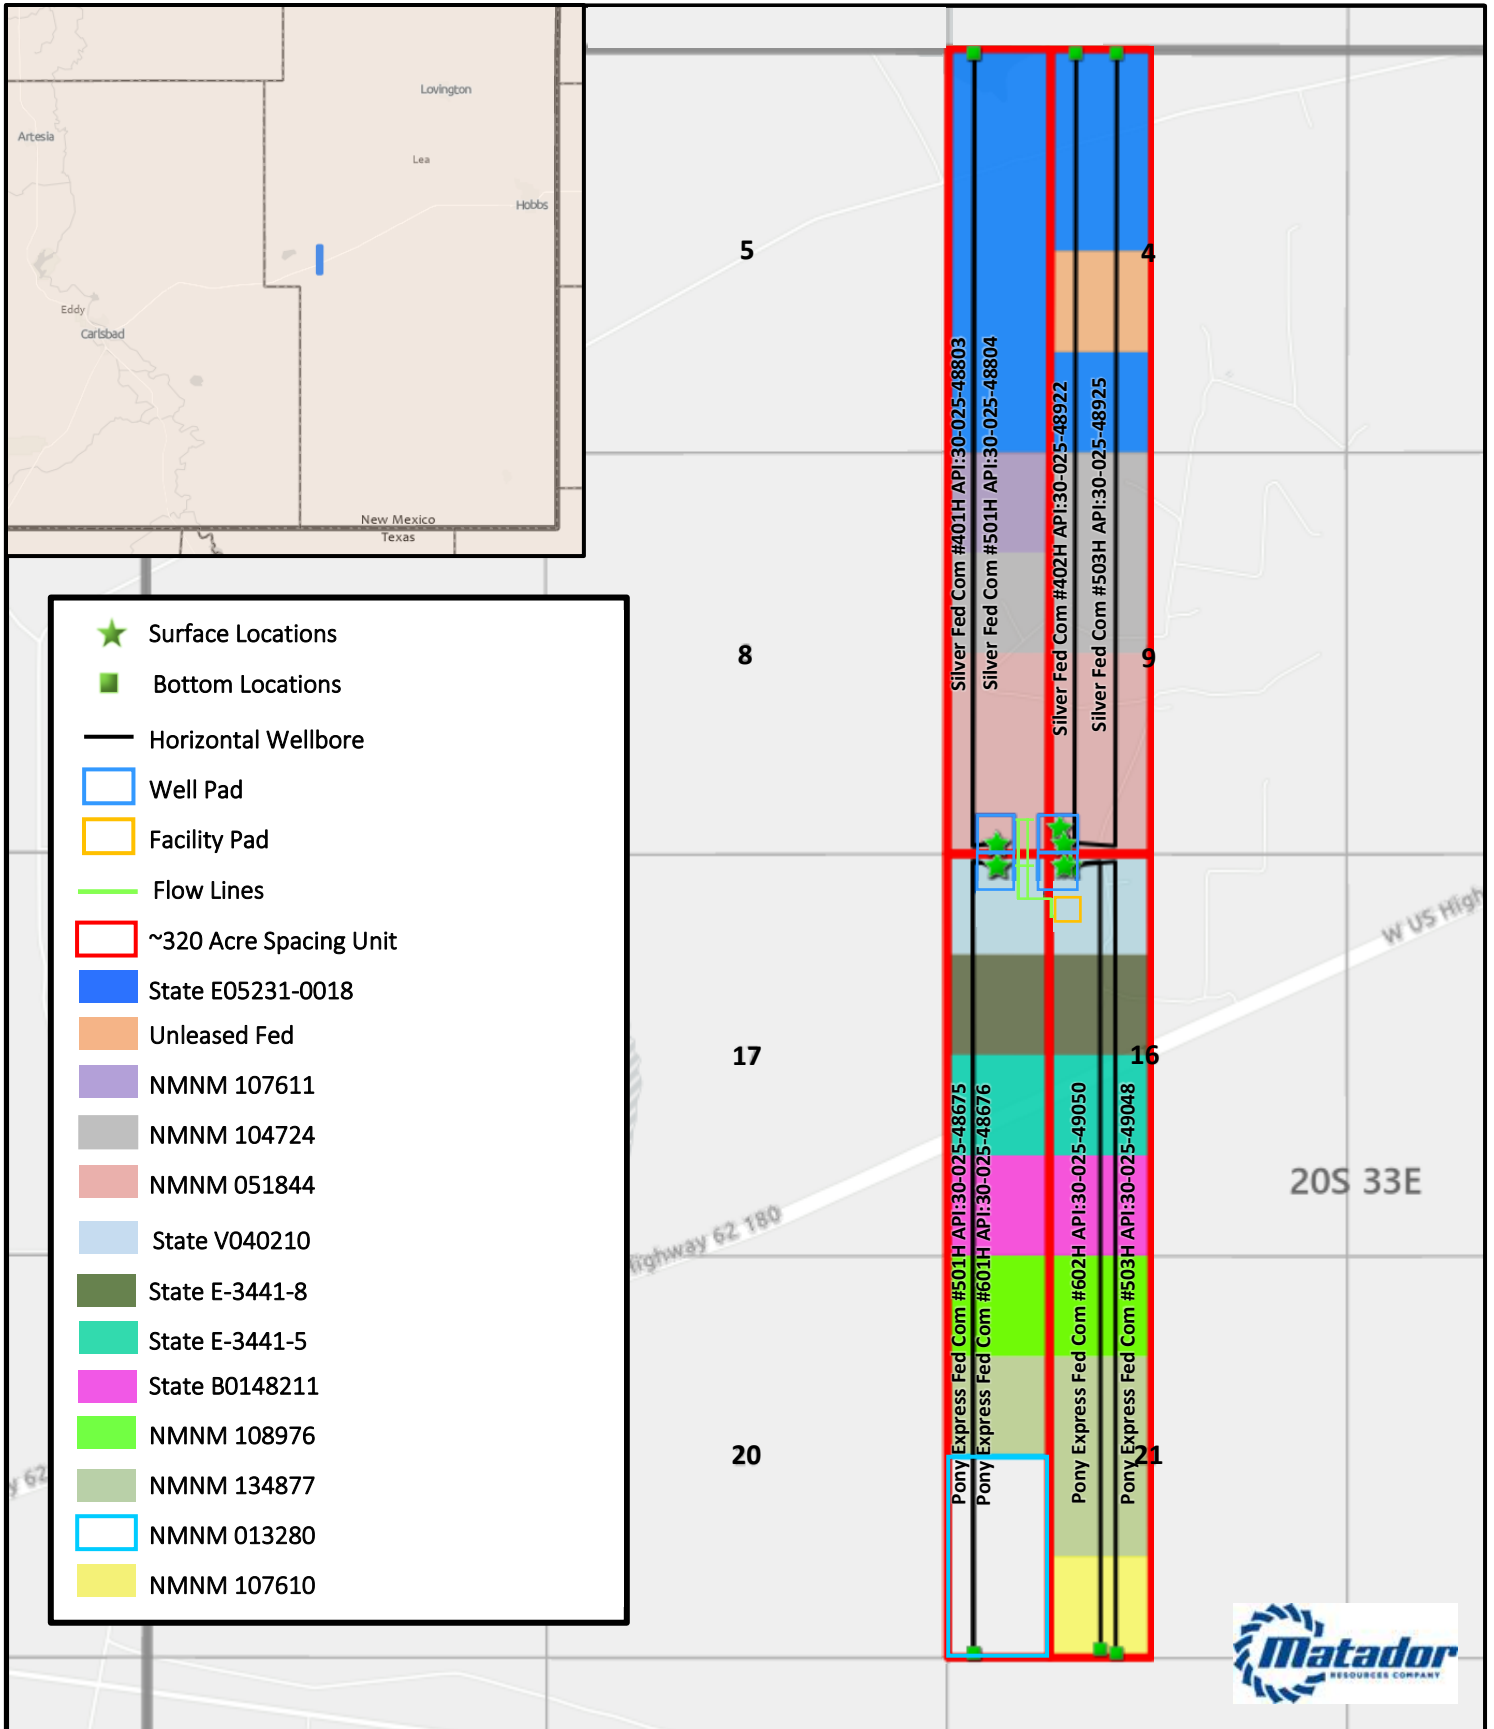 Lovington
Artesia
Lea
Hobbs
Eddy
Carlsbad
New Mexico
Texas
Surface Locations
Bottom Locations
Horizontal Wellbore
Well Pad
Facility Pad
Flow Lines
~320 Acre Spacing Unit
State E05231-0018
Unleased Fed
NMNM 107611
NMNM 104724
NMNM 051844
State V040210
State E-3441-8
State E-3441-5
State B0148211
NMNM 108976
NMNM 134877
NMNM 013280
NMNM 107610
5
4
8
9
17
16
20
21
Silver Fed Com #401H API:30-025-48803
Silver Fed Com #501H API:30-025-48804
Silver Fed Com #402H API:30-025-48922
Silver Fed Com #503H API:30-025-48925
Pony Express Fed Com #501H API:30-025-48675
Pony Express Fed Com #601H API:30-025-48676
Pony Express Fed Com #602H API:30-025-49050
Pony Express Fed Com #503H API:30-025-49048
W US High
ighway 62 180
y 62
20S 33E
Matador
RESOURCES COMPANY